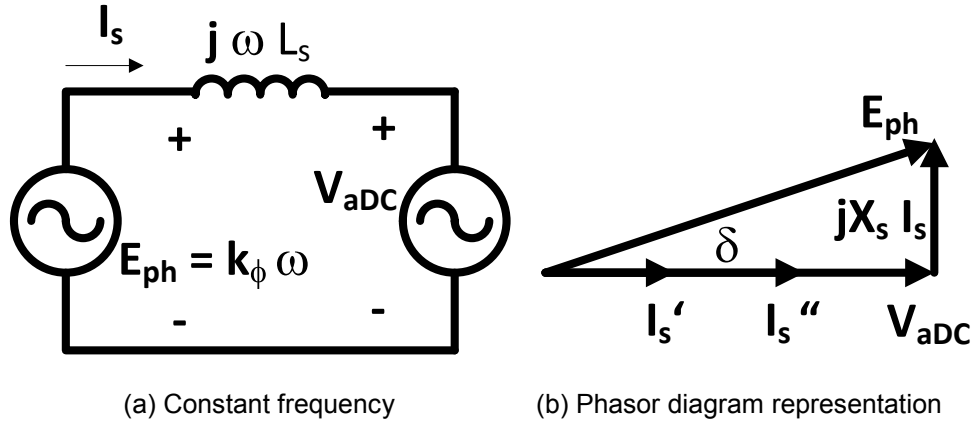 Is
j ω Ls
+
+
VaDC
Eph = kϕ ω
-
-
Eph
jXs Is
δ
Is‘
Is“
VaDC
(a) Constant frequency
(b) Phasor diagram representation